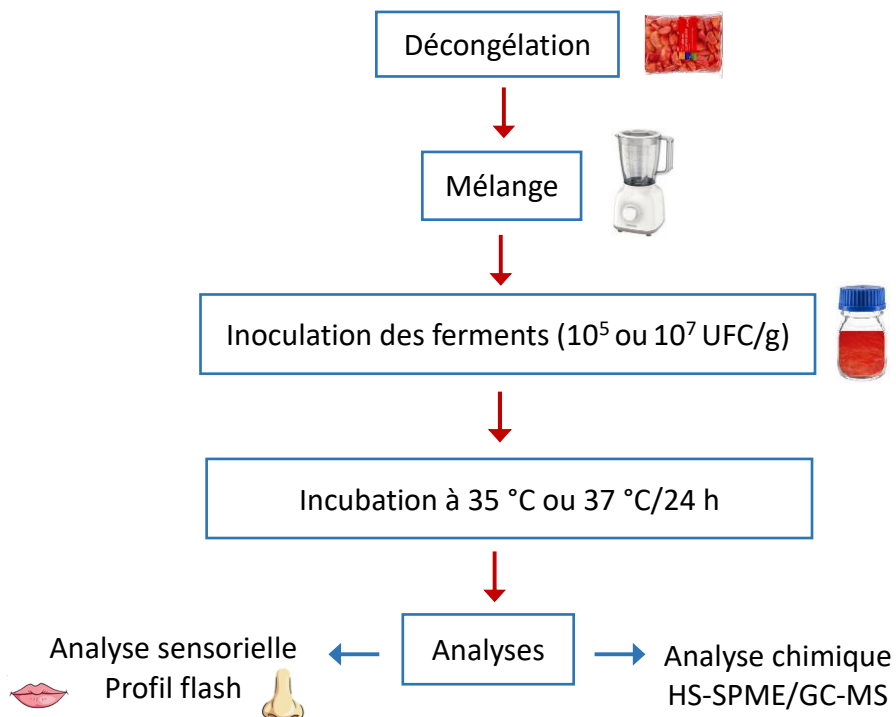 Décongélation
Mélange
Inoculation des ferments (10⁵ ou 10⁷ UFC/g)
Incubation à 35 °C ou 37 °C/24 h
Analyses
Analyse sensorielle
Profil flash
Analyse chimique
HS-SPME/GC-MS